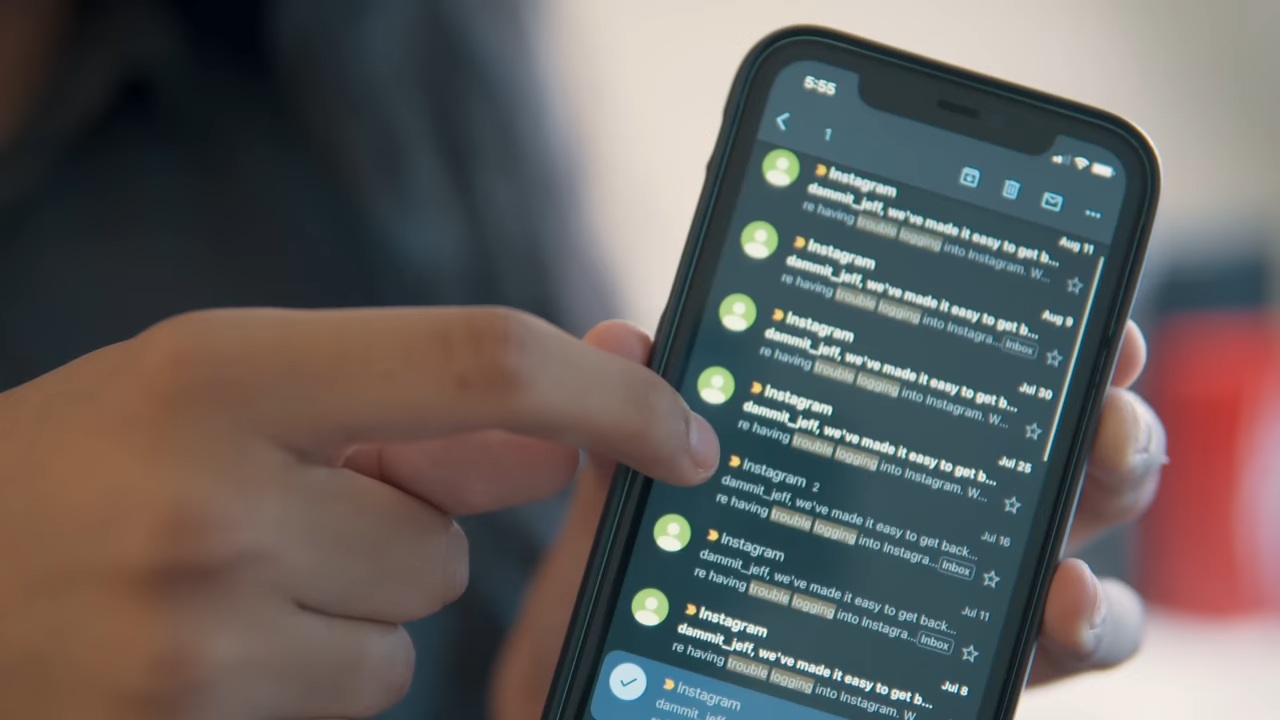 5:55
1
Instagram
Aug 11
dammit_jeff, we've made it easy to get b...
re having trouble logging into Instagram. W...
Instagram
Aug 9
dammit_jeff, we've made it easy to get b...
re having trouble logging into Instagra... Inbox
Instagram
Jul 30
dammit_jeff, we've made it easy to get b...
re having trouble logging into Instagram. W...
Instagram
Jul 25
dammit_jeff, we've made it easy to get b...
re having trouble logging into Instagram. W...
Instagram 2
Jul 16
dammit_jeff, we've made it easy to get back...
re having trouble logging into Instagra... Inbox
Instagram
Jul 11
dammit_jeff, we've made it easy to get back...
re having trouble logging into Instagra... Inbox
Instagram
Jul 8
dammit_jeff, we've made it easy to get b...
re having trouble logging into Instagram. W
Instagram
dammit_jeff